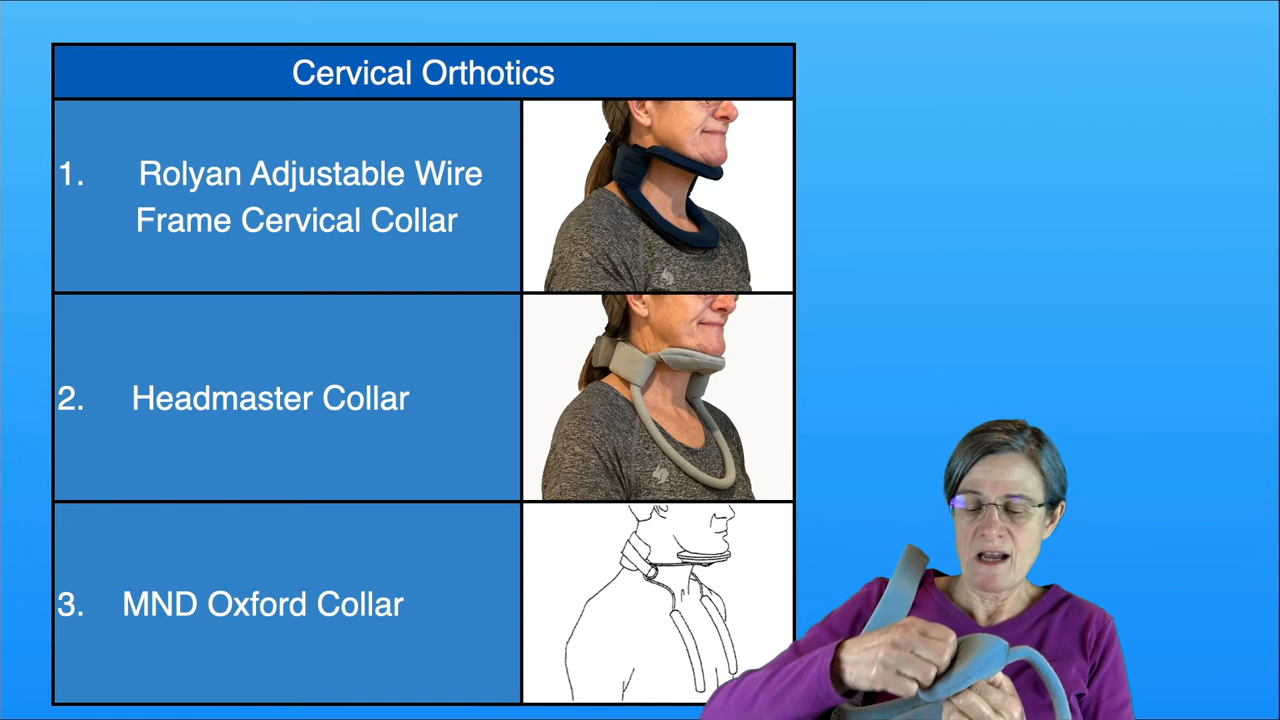 Cervical Orthotics
1. Rolyan Adjustable Wire
Frame Cervical Collar
2. Headmaster Collar
3. MND Oxford Collar